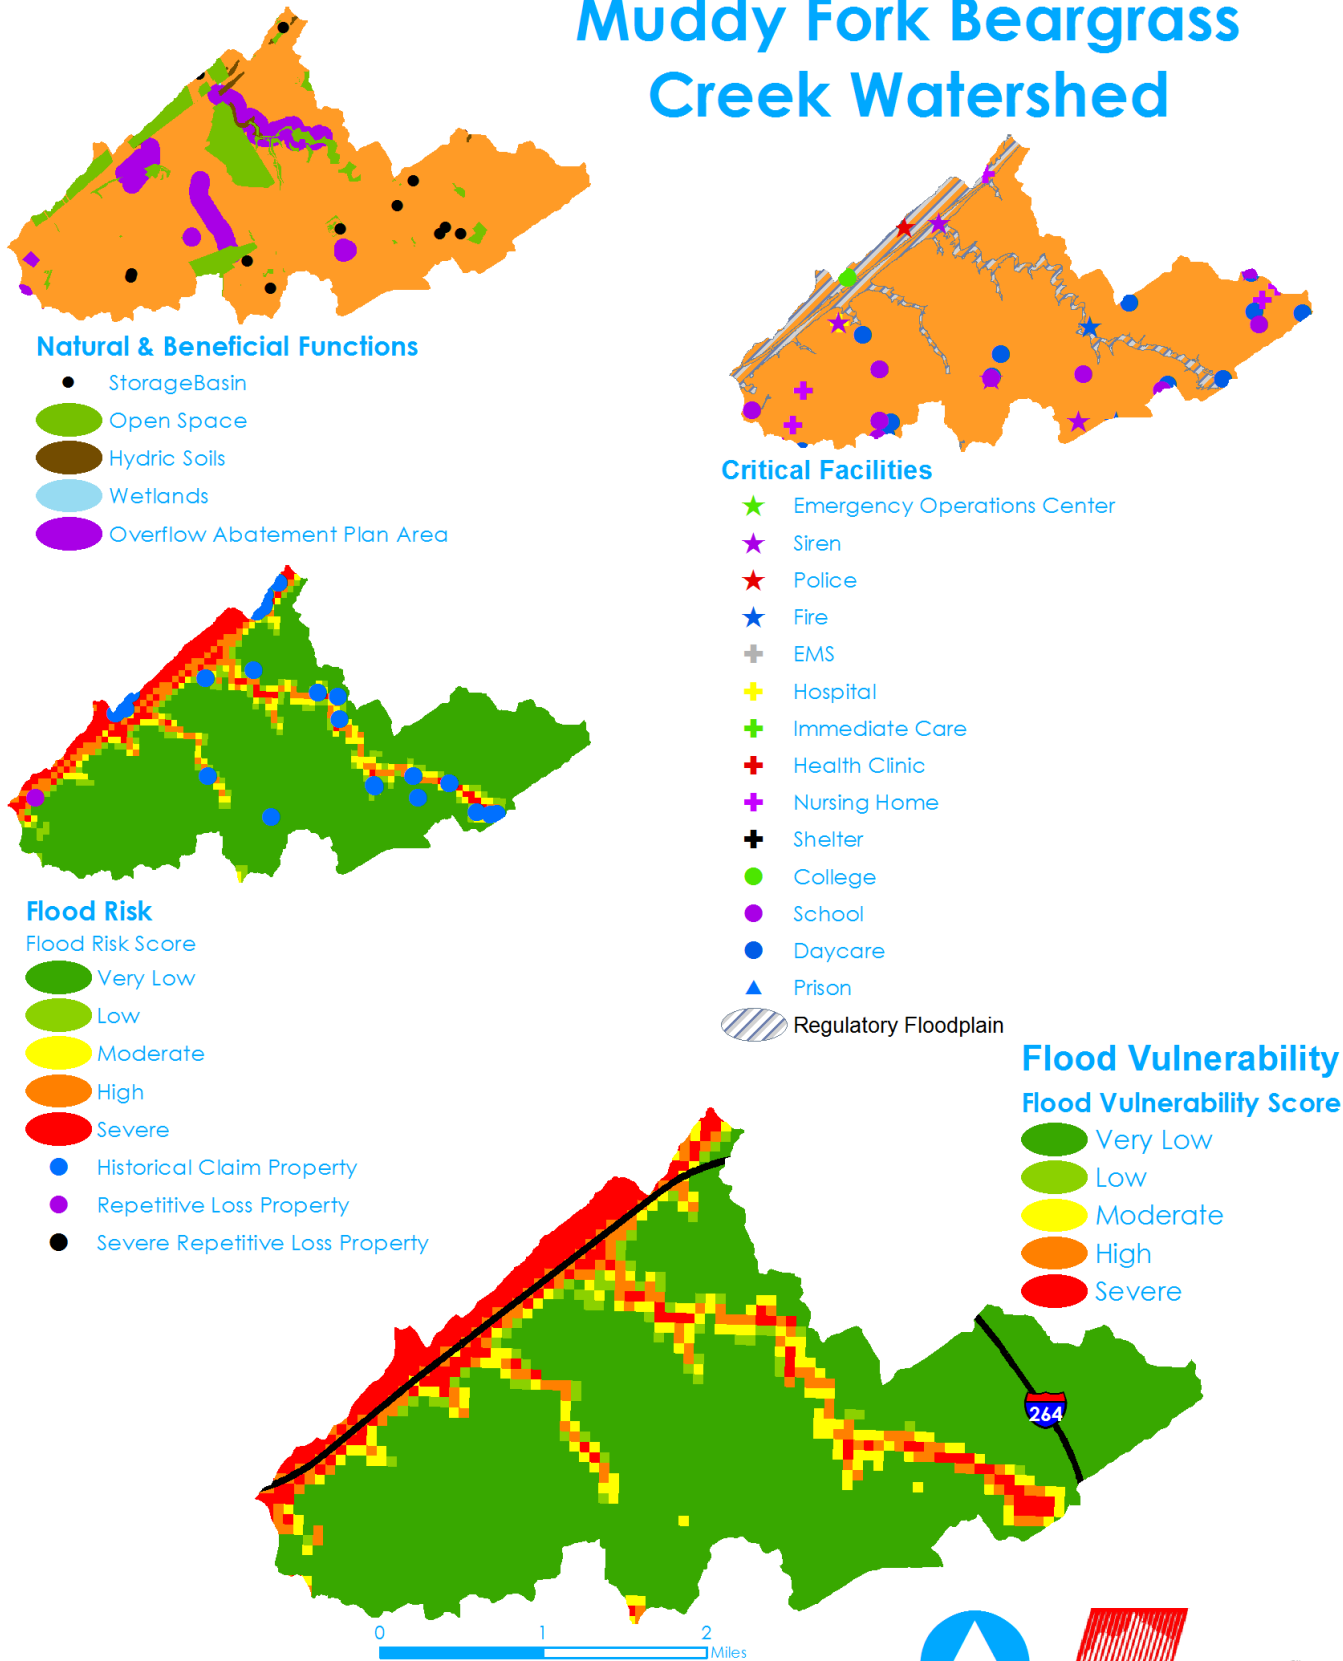 Muddy Fork Beargrass
Creek Watershed
Natural & Beneficial Functions
StorageBasin
Open Space
Hydric Soils
Wetlands
Overflow Abatement Plan Area
Critical Facilities
Emergency Operations Center
Siren
Police
Fire
EMS
Hospital
Immediate Care
Health Clinic
Nursing Home
Shelter
College
School
Daycare
Prison
Regulatory Floodplain
Flood Risk
Flood Risk Score
Very Low
Low
Moderate
High
Severe
Historical Claim Property
Repetitive Loss Property
Severe Repetitive Loss Property
Flood Vulnerability
Flood Vulnerability Score
Very Low
Low
Moderate
High
Severe
264
0 1 2
Miles